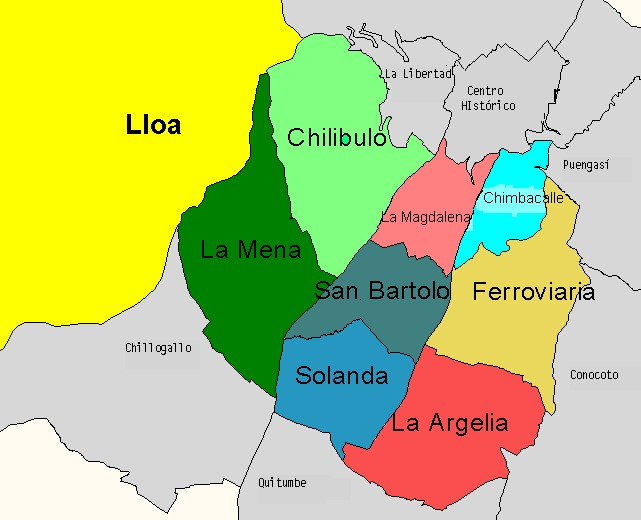 La Libertad
Centro
HIstórico
Lloa
Chilibulo
Puengasí
Chimbacalle
La Magdalena
La Mena
San Bartolo
Ferroviaria
Chillogallo
Solanda
Conocoto
La Argelia
Quitumbe